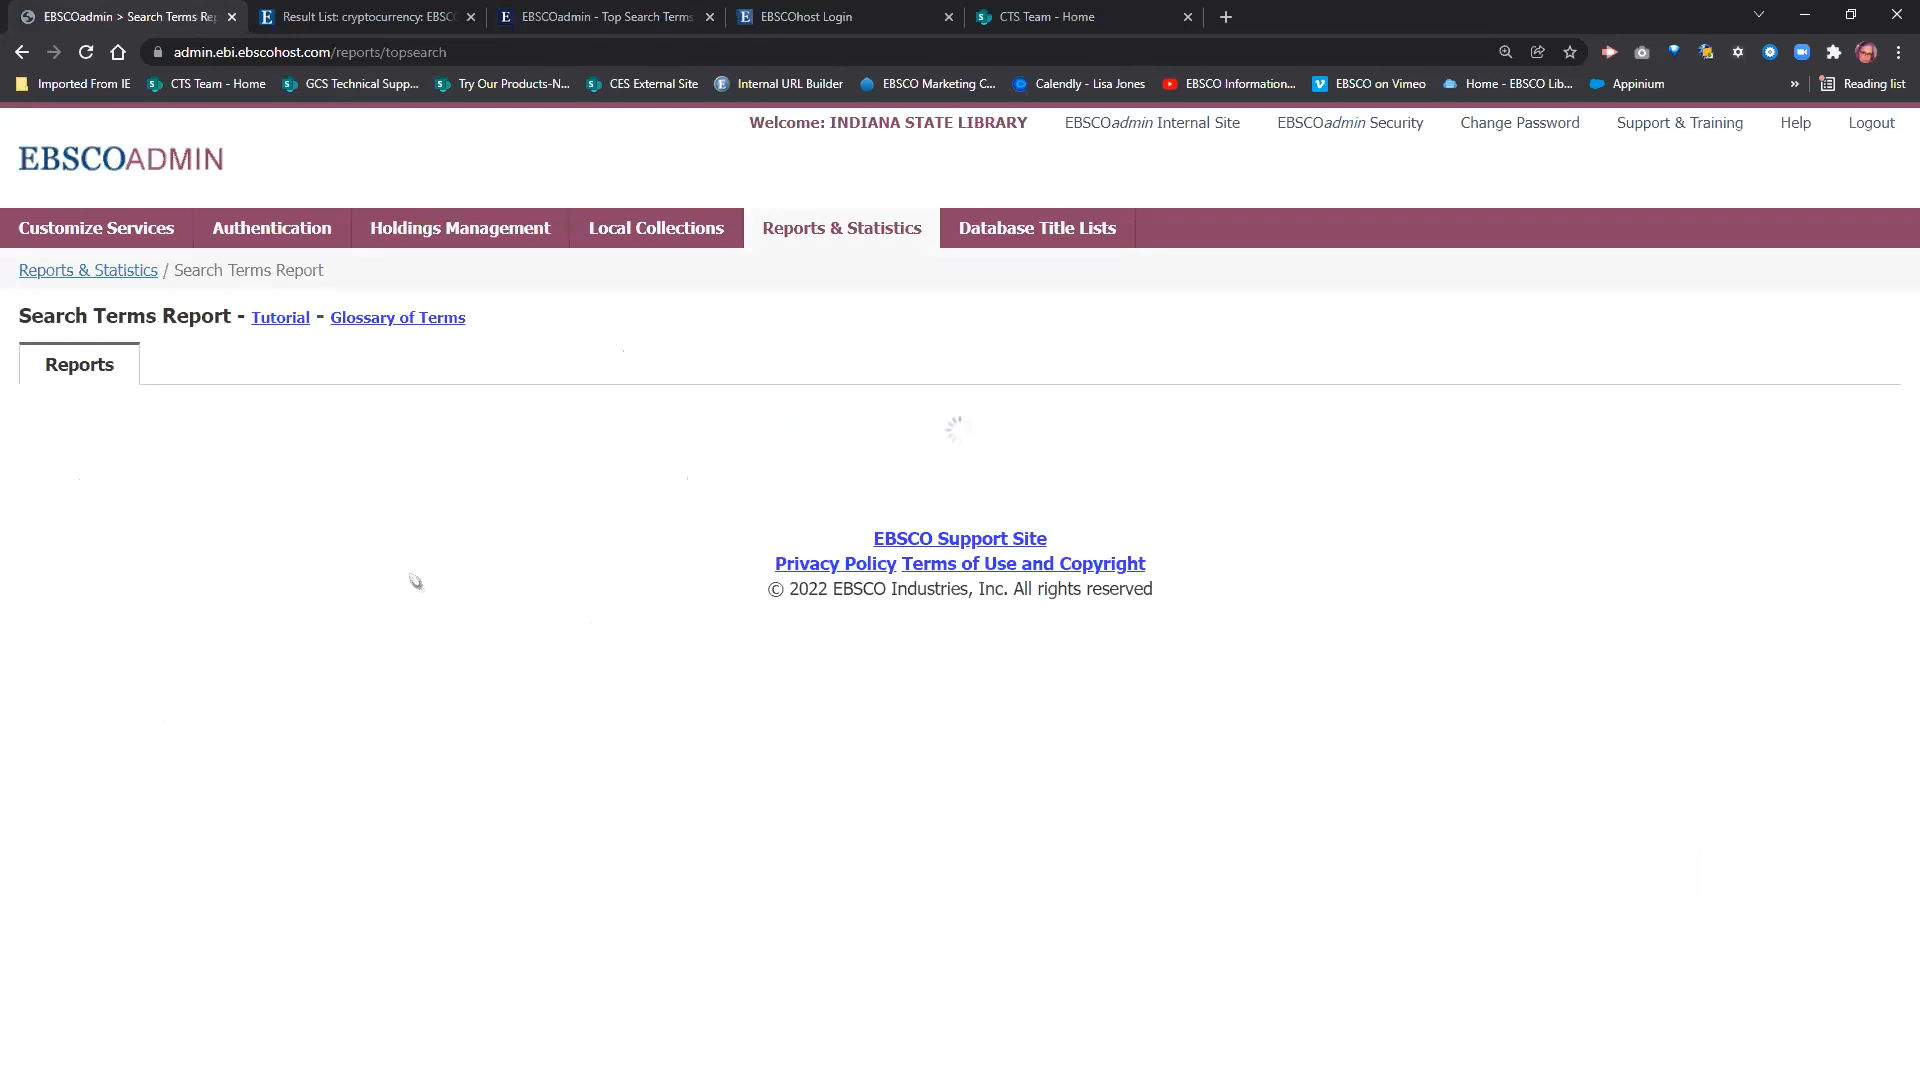 EBSCOadmin > Search Terms Rep
Result List: cryptocurrency: EBSC
EBSCOadmin - Top Search Terms
EBSCOhost Login
CTS Team - Home
admin.ebi.ebscohost.com/reports/topsearch
Imported From IE
CTS Team - Home
GCS Technical Supp...
Try Our Products-N...
CES External Site
Internal URL Builder
EBSCO Marketing C...
Calendly - Lisa Jones
EBSCO Information...
EBSCO on Vimeo
Home - EBSCO Lib...
Appinium
»
Reading list
Welcome: INDIANA STATE LIBRARY
EBSCOadmin Internal Site
EBSCOadmin Security
Change Password
Support & Training
Help
Logout
EBSCOADMIN
Customize Services
Authentication
Holdings Management
Local Collections
Reports & Statistics
Database Title Lists
Reports & Statistics / Search Terms Report
Search Terms Report - Tutorial - Glossary of Terms
Reports
EBSCO Support Site
Privacy Policy Terms of Use and Copyright
© 2022 EBSCO Industries, Inc. All rights reserved